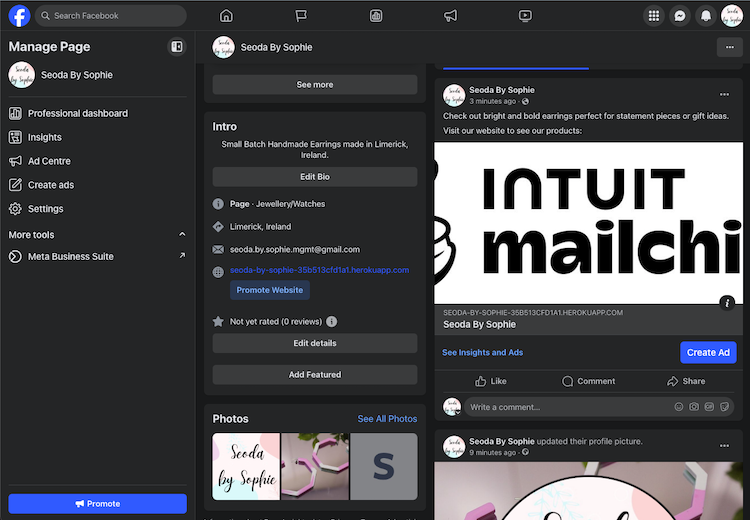 Search Facebook
Manage Page
Seoda By Sophie
Professional dashboard
Insights
Ad Centre
Create ads
Settings
More tools
Meta Business Suite
Promote
Seoda By Sophie
See more
Intro
Small Batch Handmade Earrings made in Limerick,
Ireland.
Edit Bio
Page · Jewellery/Watches
Limerick, Ireland
seoda.by.sophie.mgmt@gmail.com
seoda-by-sophie-35b513cfd1a1.herokuapp.com
Promote Website
Not yet rated (0 reviews)
Edit details
Add Featured
Photos
See All Photos
Seoda
by Sophie
S
Seoda By Sophie
3 minutes ago ·
Check out bright and bold earrings perfect for statement pieces or gift ideas.
Visit our website to see our products:
INTUIT
mailchi
SEODA-BY-SOPHIE-35B513CFD1A1.HEROKUAPP.COM
Seoda By Sophie
See Insights and Ads
Create Ad
Like
Comment
Share
Write a comment...
Seoda By Sophie updated their profile picture.
9 minutes ago ·